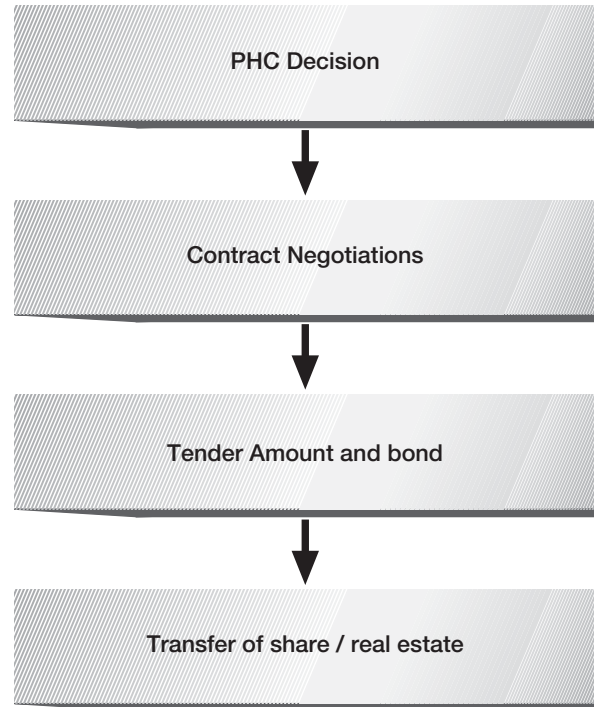 PHC Decision
Contract Negotiations
Tender Amount and bond
Transfer of share / real estate